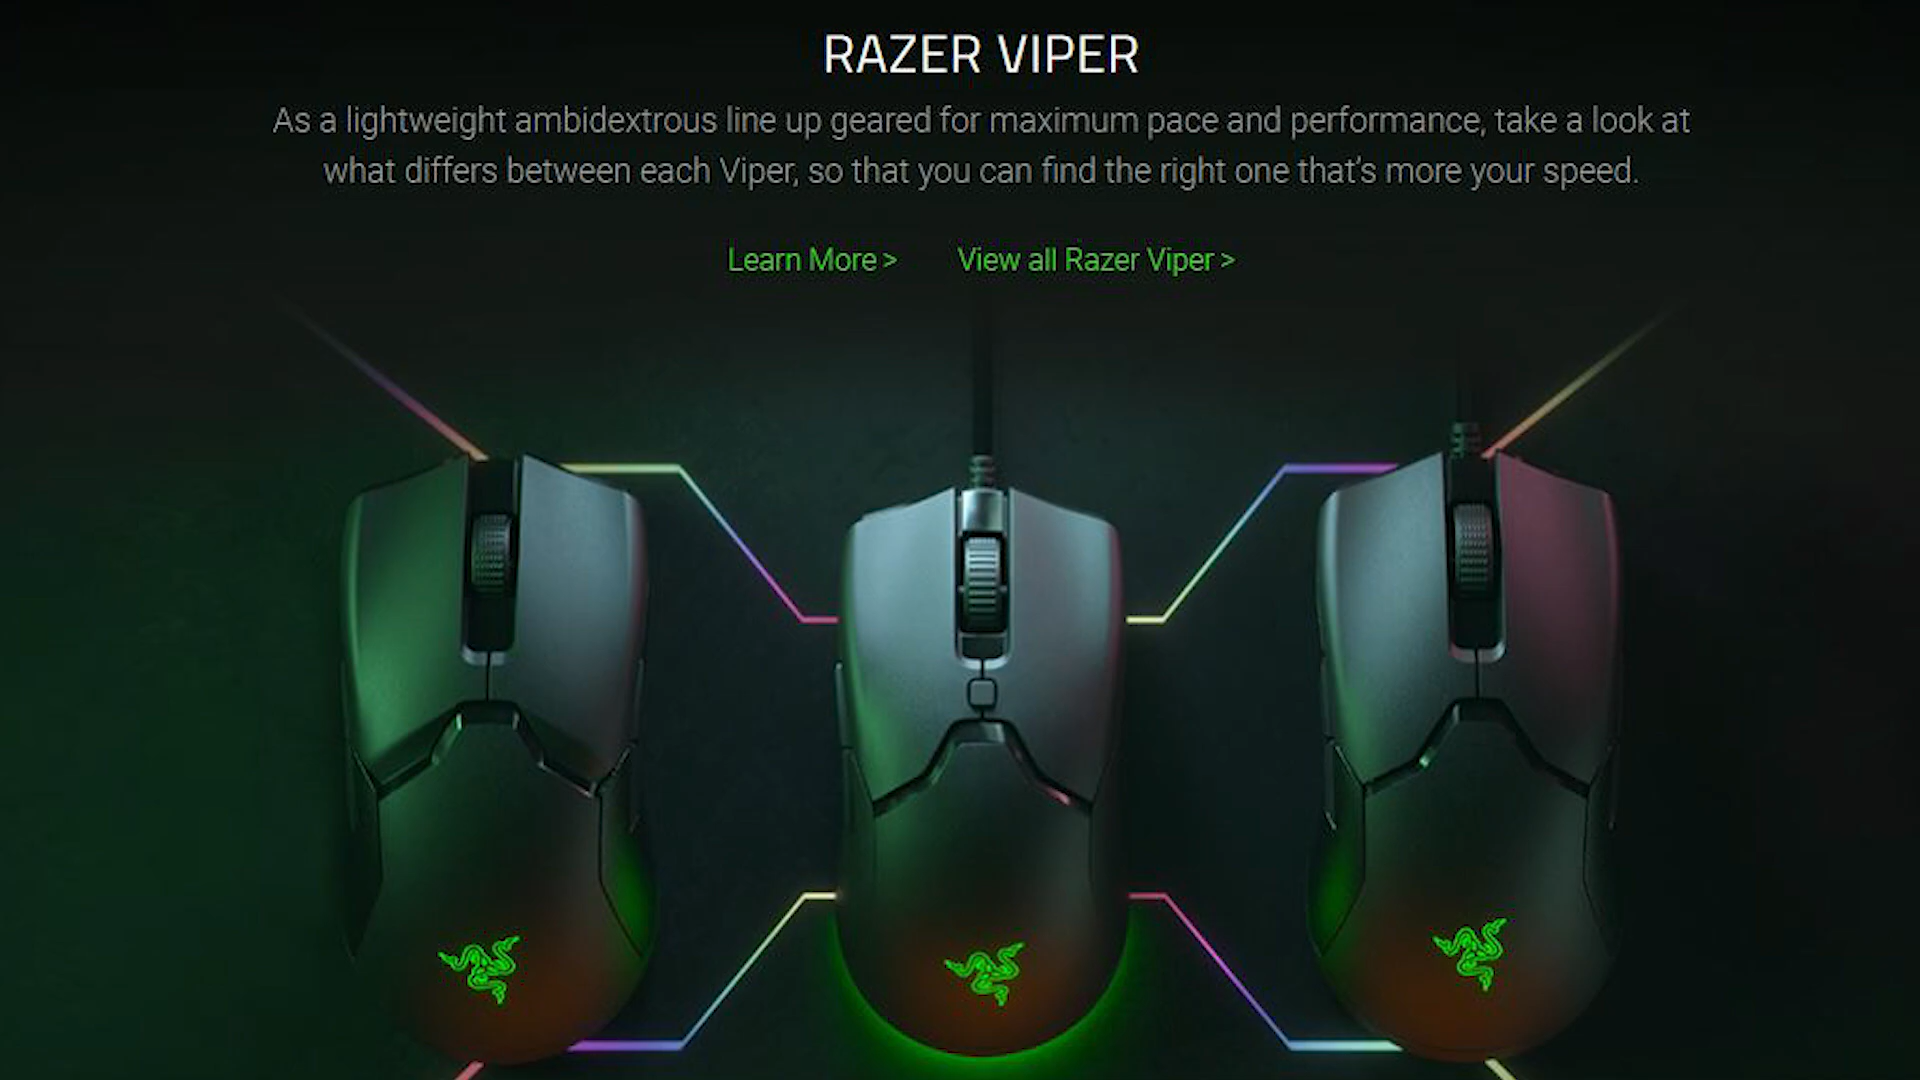 RAZER VIPER
As a lightweight ambidextrous line up geared for maximum pace and performance, take a look at
what differs between each Viper, so that you can find the right one that's more your speed.
Learn More > View all Razer Viper >